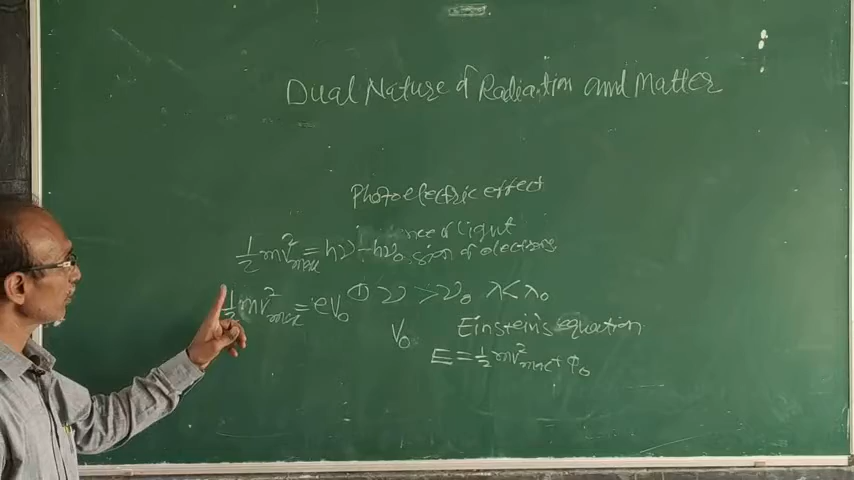 Dual Nature of Radiation and Matter
Photoelectric effect
of light
½ mv²max = hν - hν₀ sion of electrons
½ mv²max = eV₀ ① ν > ν₀ λ < λ₀
V₀ Einstein's equation
E = ½ mv²max + Φ₀